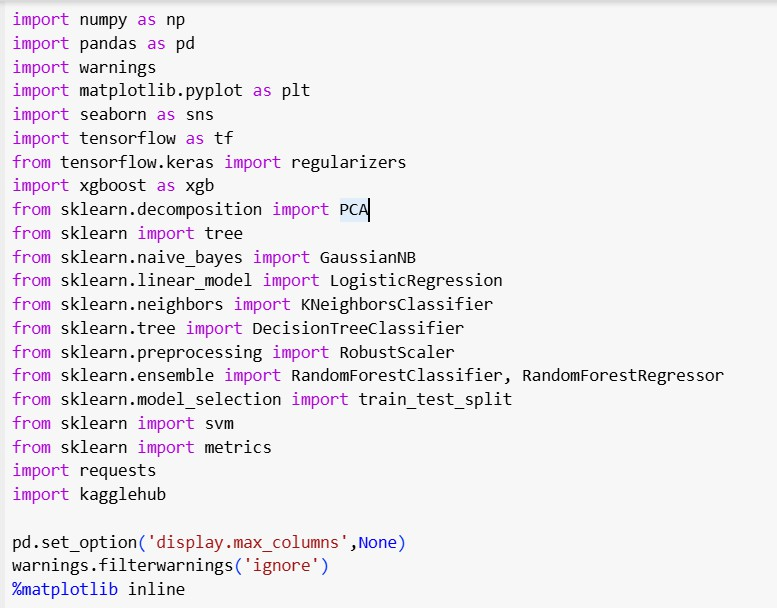 import numpy as np
import pandas as pd
import warnings
import matplotlib.pyplot as plt
import seaborn as sns
import tensorflow as tf
from tensorflow.keras import regularizers
import xgboost as xgb
from sklearn.decomposition import PCA
from sklearn import tree
from sklearn.naive_bayes import GaussianNB
from sklearn.linear_model import LogisticRegression
from sklearn.neighbors import KNeighborsClassifier
from sklearn.tree import DecisionTreeClassifier
from sklearn.preprocessing import RobustScaler
from sklearn.ensemble import RandomForestClassifier, RandomForestRegressor
from sklearn.model_selection import train_test_split
from sklearn import svm
from sklearn import metrics
import requests
import kagglehub
pd.set_option('display.max_columns',None)
warnings.filterwarnings('ignore')
%matplotlib inline